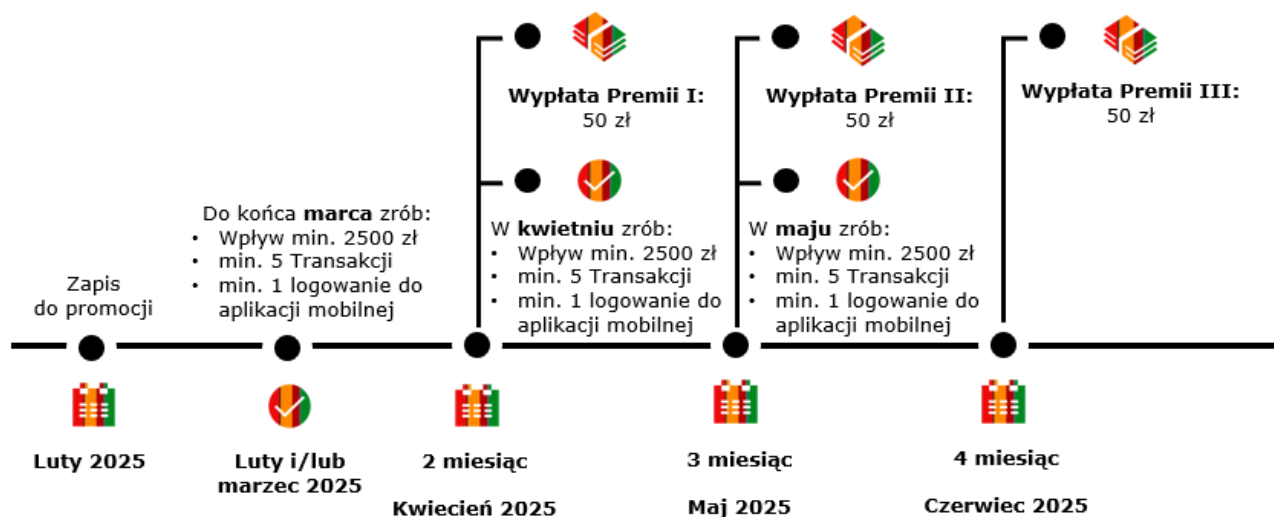 Zapis
do promocji
Luty 2025
Do końca marca zrób:
• Wpływ min. 2500 zł
• min. 5 Transakcji
• min. 1 logowanie do
aplikacji mobilnej
Luty i/lub
marzec 2025
Wypłata Premii I:
50 zł
W kwietniu zrób:
• Wpływ min. 2500 zł
• min. 5 Transakcji
• min. 1 logowanie do
aplikacji mobilnej
2 miesiąc
Kwiecień 2025
Wypłata Premii II:
50 zł
W maju zrób:
• Wpływ min. 2500 zł
• min. 5 Transakcji
• min. 1 logowanie do
aplikacji mobilnej
3 miesiąc
Maj 2025
Wypłata Premii III:
50 zł
4 miesiąc
Czerwiec 2025